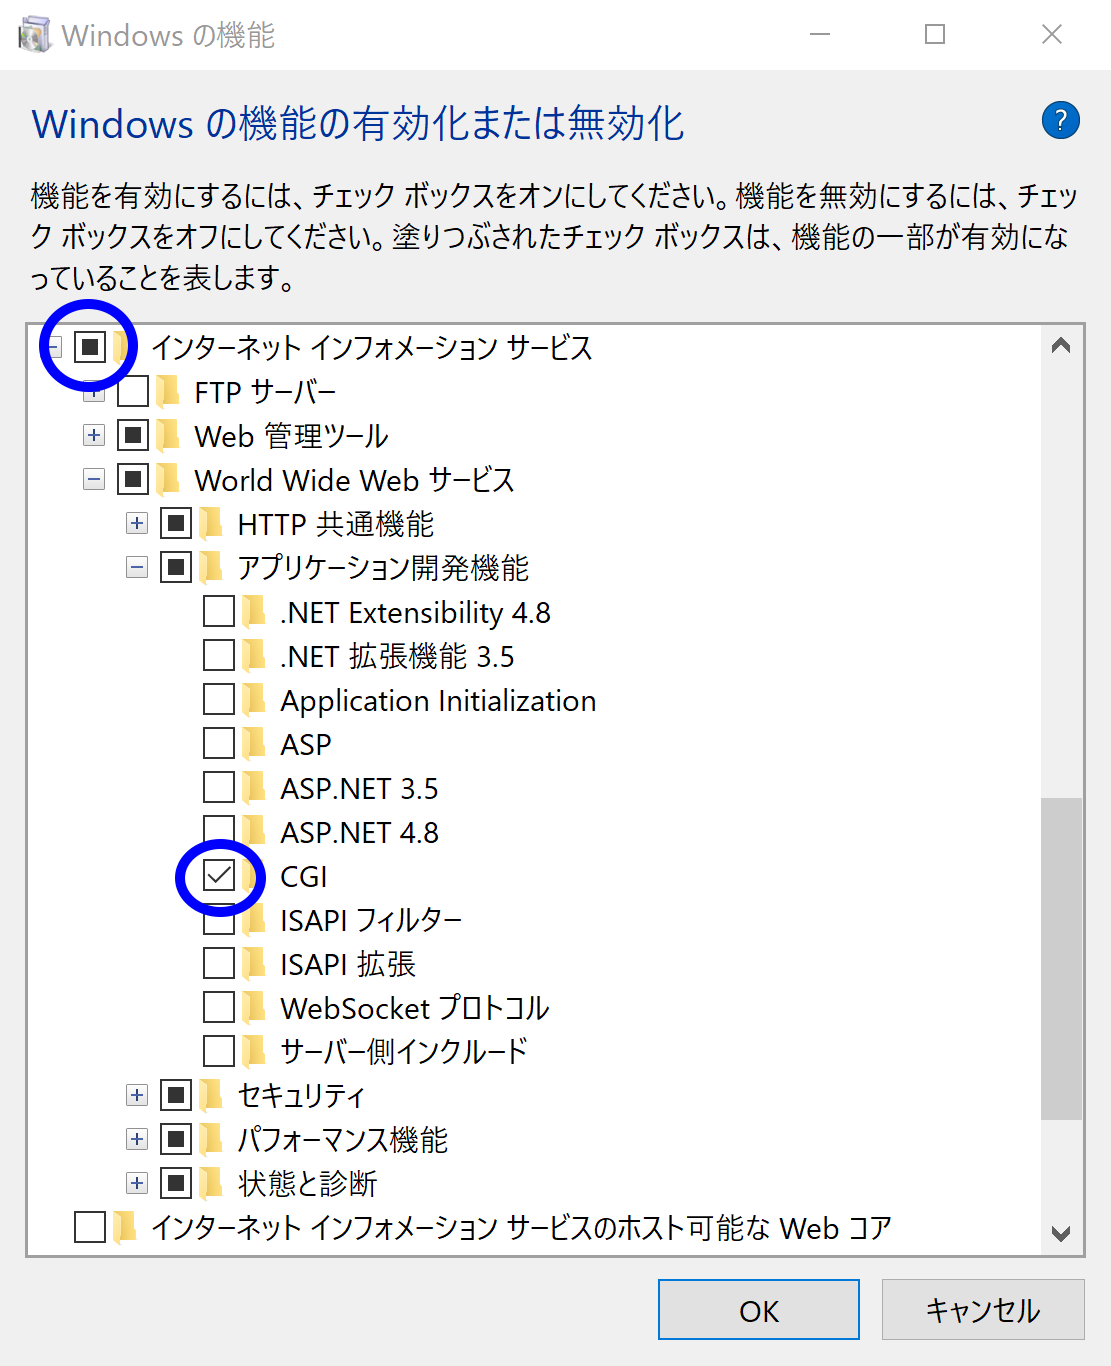 Windows の機能
Windows の機能の有効化または無効化
?
機能を有効にするには、チェック ボックスをオンにしてください。機能を無効にするには、チェッ
ク ボックスをオフにしてください。塗りつぶされたチェック ボックスは、機能の一部が有効にな
っていることを表します。
インターネット インフォメーション サービス
FTP サーバー
Web 管理ツール
World Wide Web サービス
HTTP 共通機能
アプリケーション開発機能
.NET Extensibility 4.8
.NET 拡張機能 3.5
Application Initialization
ASP
ASP.NET 3.5
ASP.NET 4.8
CGI
ISAPI フィルター
ISAPI 拡張
WebSocket プロトコル
サーバー側インクルード
セキュリティ
パフォーマンス機能
状態と診断
インターネット インフォメーション サービスのホスト可能な Web コア
OK
キャンセル